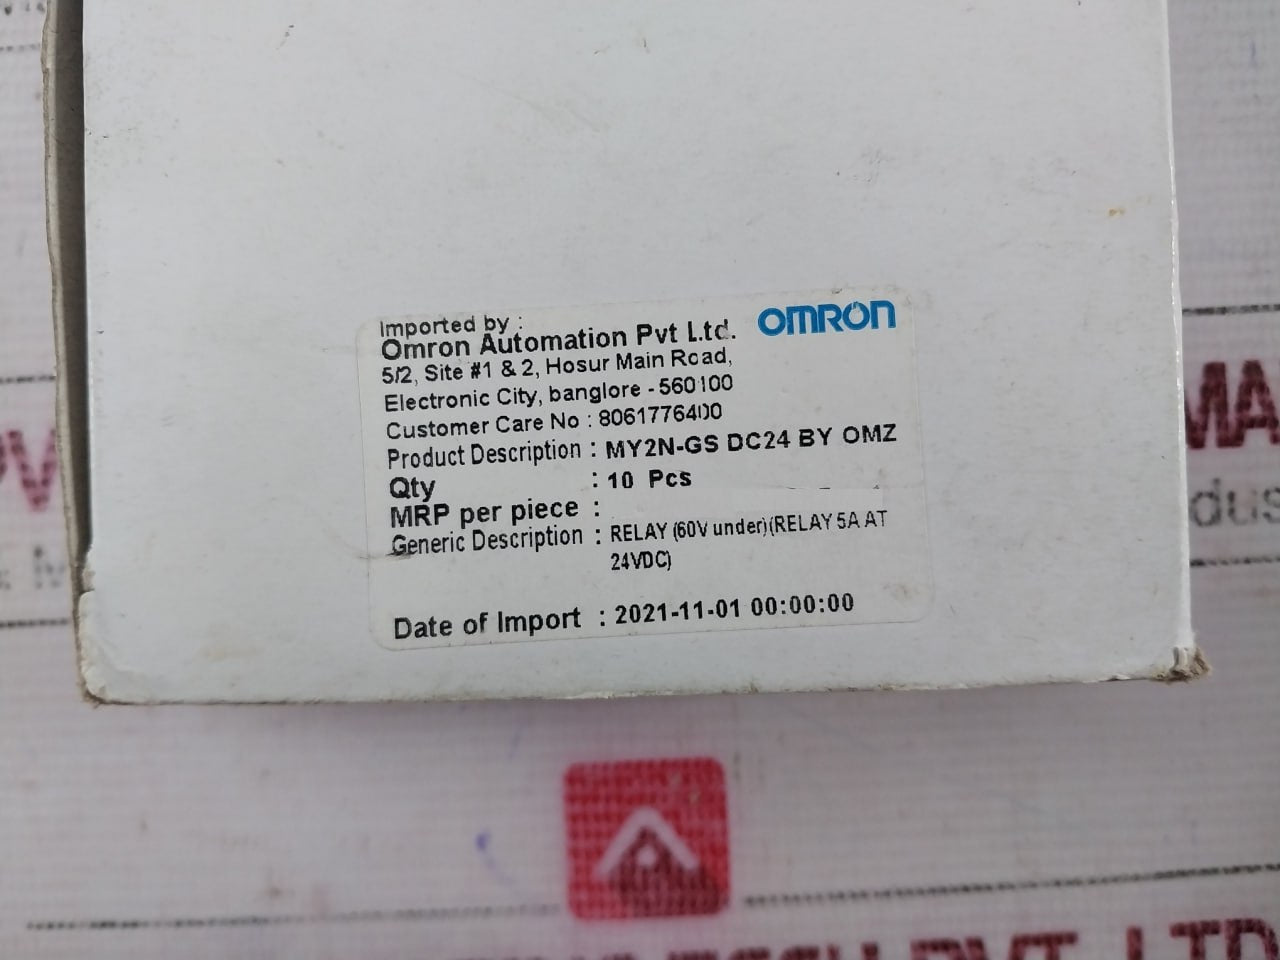 Imported by :
Omron Automation Pvt Ltd. OMRON
5/2, Site #1 & 2, Hosur Main Road,
Electronic City, banglore - 560100
Customer Care No : 8061776400
Product Description : MY2N-GS DC24 BY OMZ
Qty : 10 Pcs
MRP per piece :
Generic Description : RELAY (60V under)(RELAY 5A AT
24VDC)
Date of Import : 2021-11-01 00:00:00
PVT. LTD